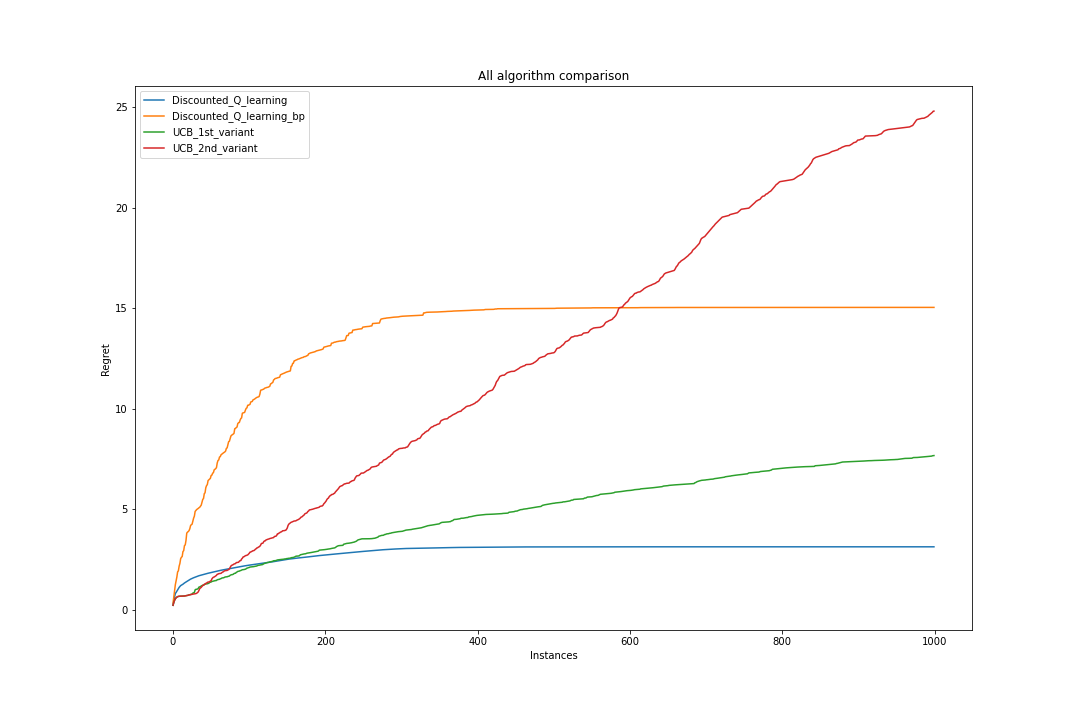 All algorithm comparison
Discounted_Q_learning
Discounted_Q_learning_bp
UCB_1st_variant
UCB_2nd_variant
25
20
15
10
5
0
Regret
0 200 400 600 800 1000
Instances